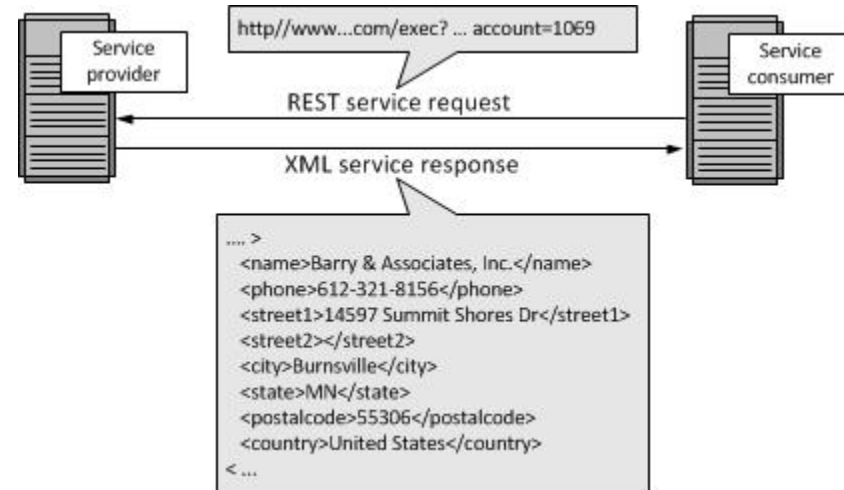 http//www...com/exec? ... account=1069
Service
provider
Service
consumer
REST service request
XML service response
.... >
<name>Barry & Associates, Inc.</name>
<phone>612-321-8156</phone>
<street1>14597 Summit Shores Dr</street1>
<street2></street2>
<city>Burnsville</city>
<state>MN</state>
<postalcode>55306</postalcode>
<country>United States</country>
< ...